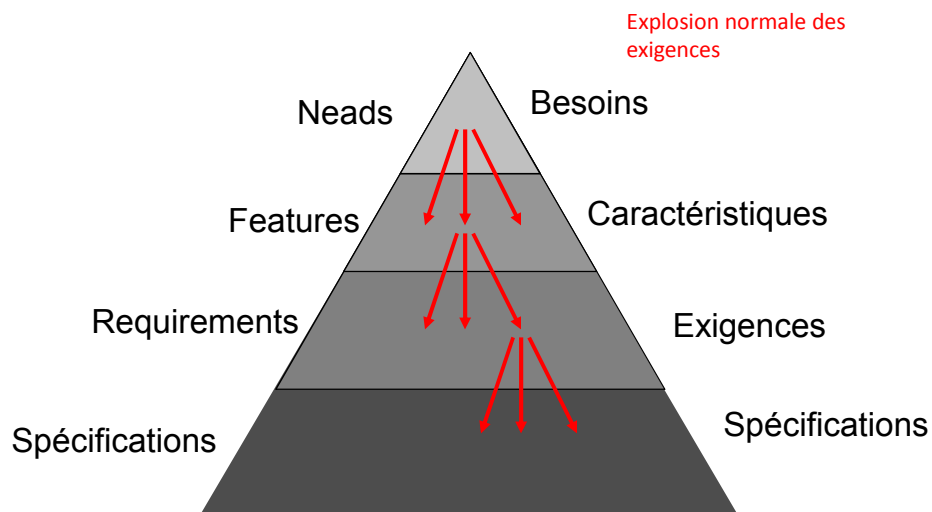 Explosion normale des
exigences
Neads
Besoins
Features
Caractéristiques
Requirements
Exigences
Spécifications
Spécifications